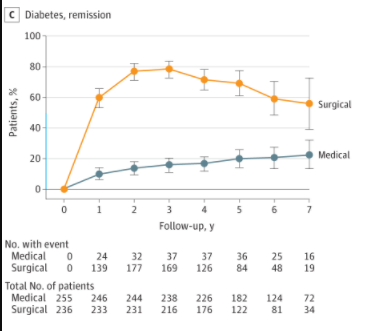 C Diabetes, remission
100
80
60
40
20
0
Patients, %
Surgical
Medical
0 1 2 3 4 5 6 7
Follow-up, y
No. with event
Medical 0 24 32 37 37 36 25 16
Surgical 0 139 177 169 126 84 48 19
Total No. of patients
Medical 255 246 244 238 226 182 124 72
Surgical 236 233 231 216 176 122 81 34